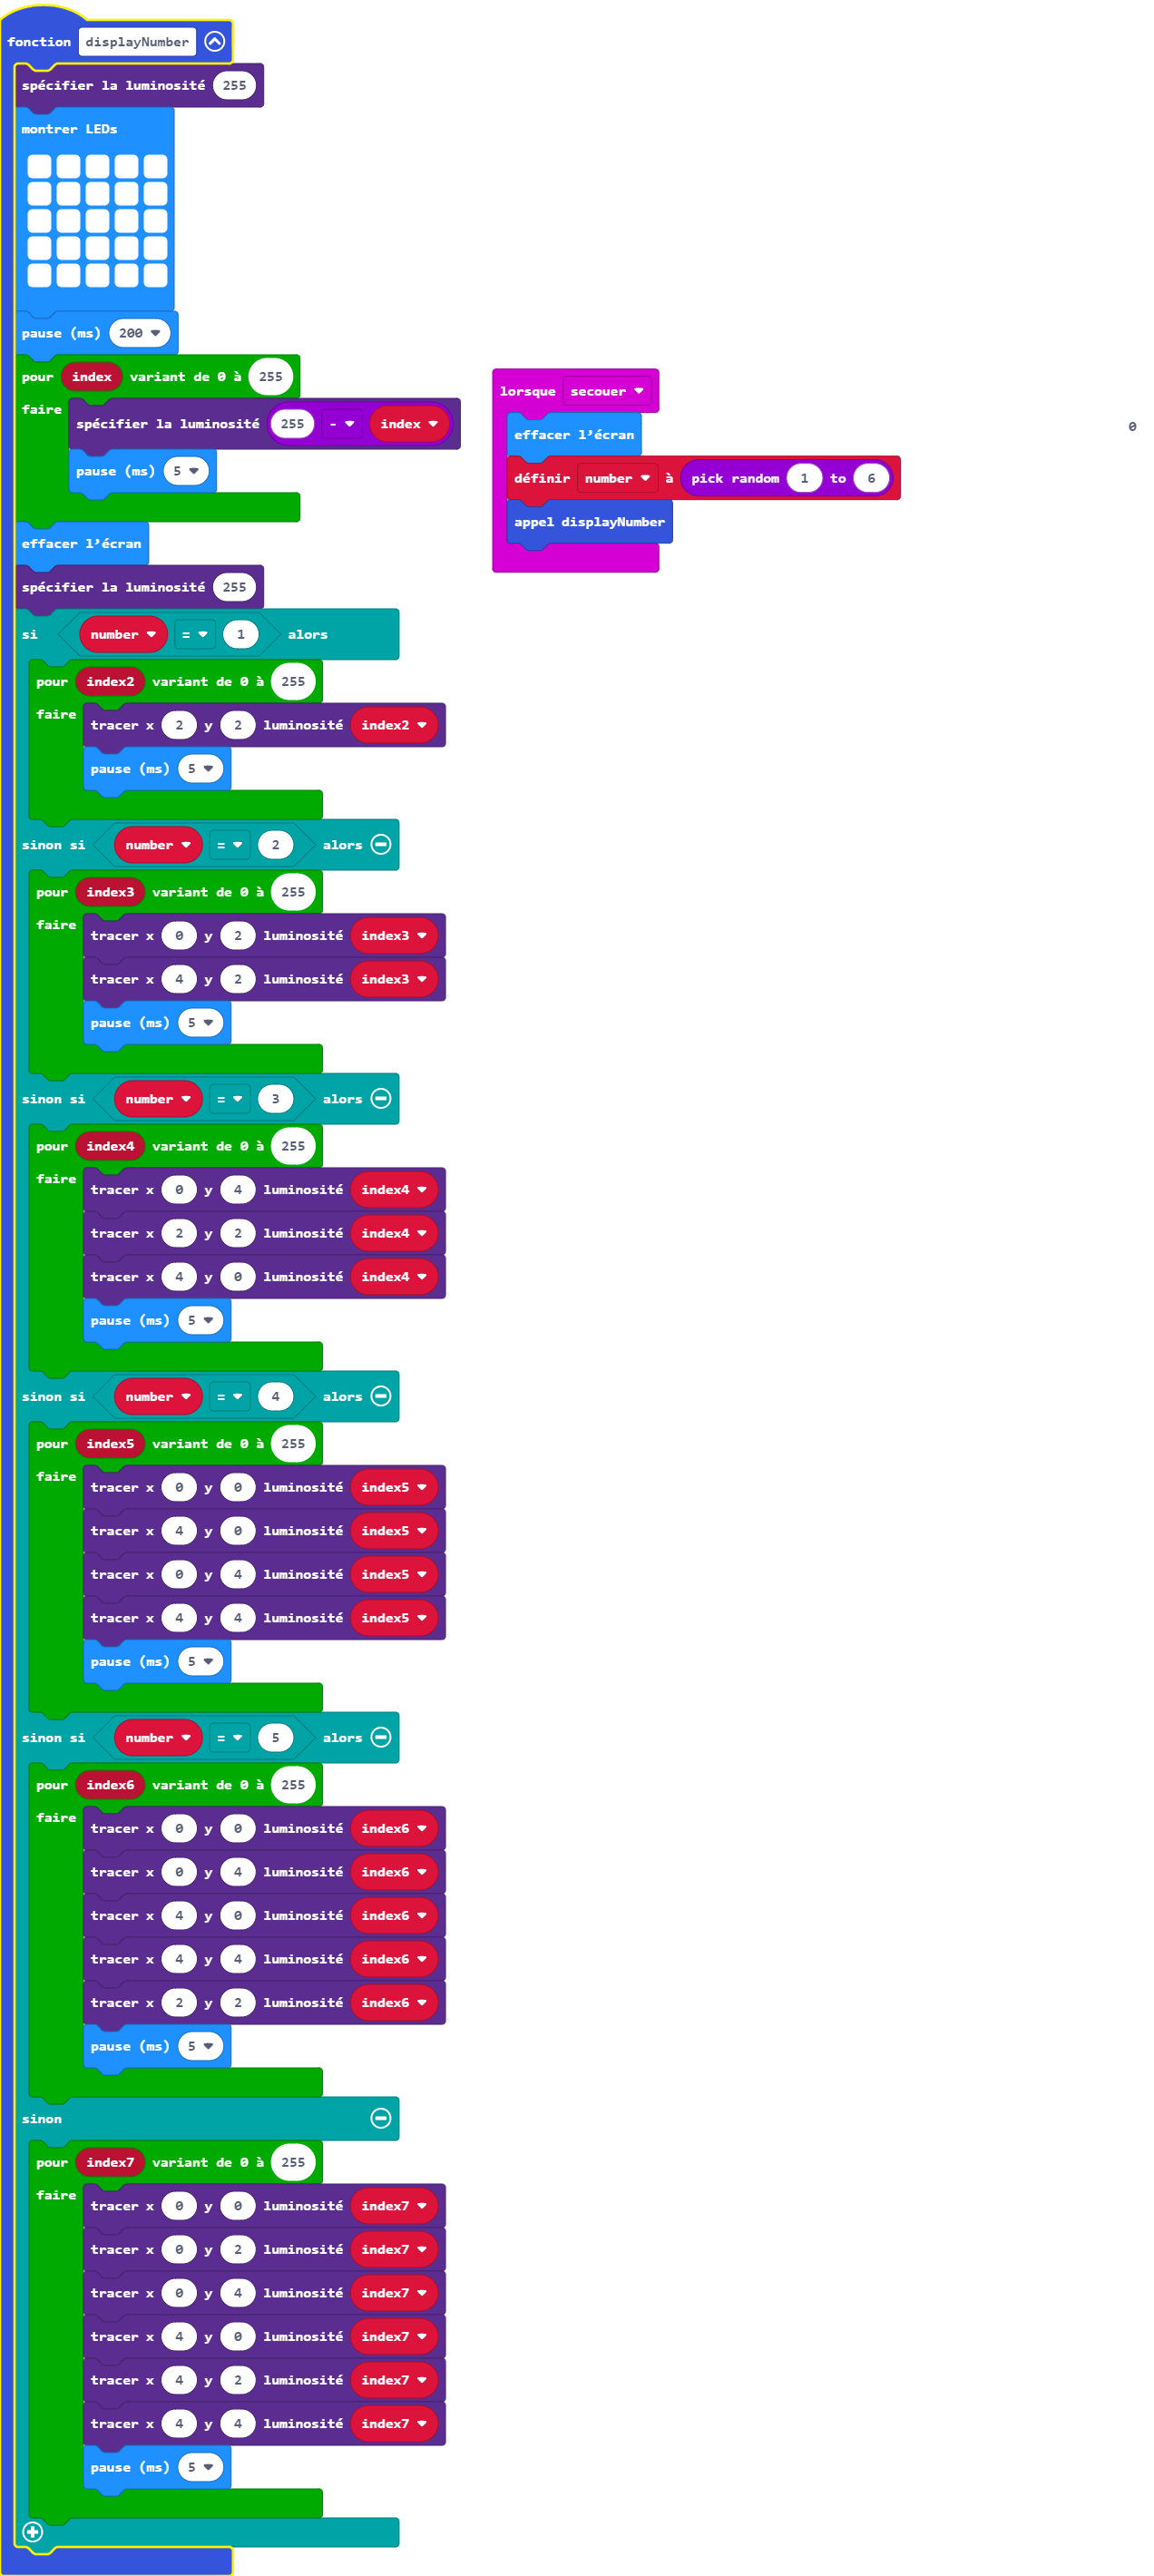 fonction displayNumber
spécifier la luminosité 255
montrer LEDs
pause (ms) 200
pour index variant de 0 à 255
faire
spécifier la luminosité 255 - index
pause (ms) 5
effacer l'écran
spécifier la luminosité 255
si number = 1 alors
pour index2 variant de 0 à 255
faire
tracer x 2 y 2 luminosité index2
pause (ms) 5
sinon si number = 2 alors
pour index3 variant de 0 à 255
faire
tracer x 0 y 2 luminosité index3
tracer x 4 y 2 luminosité index3
pause (ms) 5
sinon si number = 3 alors
pour index4 variant de 0 à 255
faire
tracer x 0 y 4 luminosité index4
tracer x 2 y 2 luminosité index4
tracer x 4 y 0 luminosité index4
pause (ms) 5
sinon si number = 4 alors
pour index5 variant de 0 à 255
faire
tracer x 0 y 0 luminosité index5
tracer x 4 y 0 luminosité index5
tracer x 0 y 4 luminosité index5
tracer x 4 y 4 luminosité index5
pause (ms) 5
sinon si number = 5 alors
pour index6 variant de 0 à 255
faire
tracer x 0 y 0 luminosité index6
tracer x 0 y 4 luminosité index6
tracer x 4 y 0 luminosité index6
tracer x 4 y 4 luminosité index6
tracer x 2 y 2 luminosité index6
pause (ms) 5
sinon
pour index7 variant de 0 à 255
faire
tracer x 0 y 0 luminosité index7
tracer x 0 y 2 luminosité index7
tracer x 0 y 4 luminosité index7
tracer x 4 y 0 luminosité index7
tracer x 4 y 2 luminosité index7
tracer x 4 y 4 luminosité index7
pause (ms) 5
lorsque secouer
effacer l'écran
définir number à pick random 1 to 6
appel displayNumber
0